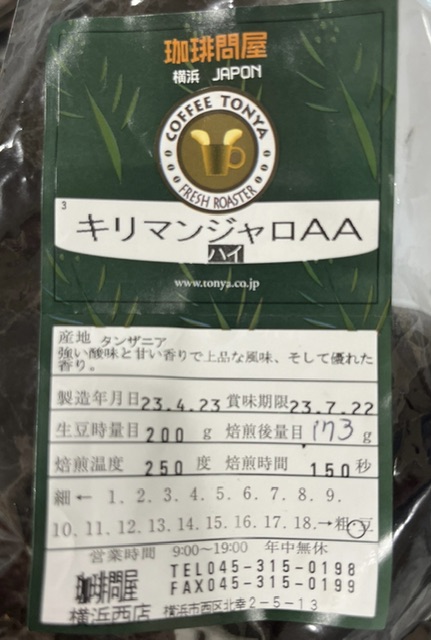 珈琲問屋
横浜 JAPON
COFFEE TONYA
FRESH ROASTER
3
キリマンジャロAA
ハイ
www.tonya.co.jp
産地 タンザニア
強い酸味と甘い香りで上品な風味、そして優れた
香り。
製造年月日 23.4.23 賞味期限 23.7.22
生豆時量目 200 g 焙煎後量目 173 g
焙煎温度 250 度 焙煎時間 150 秒
細← 1. 2. 3. 4. 5. 6. 7. 8. 9.
10. 11. 12. 13. 14. 15. 16. 17. 18. →粗・豆
営業時間 9:00~19:00 年中無休
珈琲問屋 TEL045-315-0198
FAX045-315-0199
横浜西店 横浜市西区北幸2-5-13